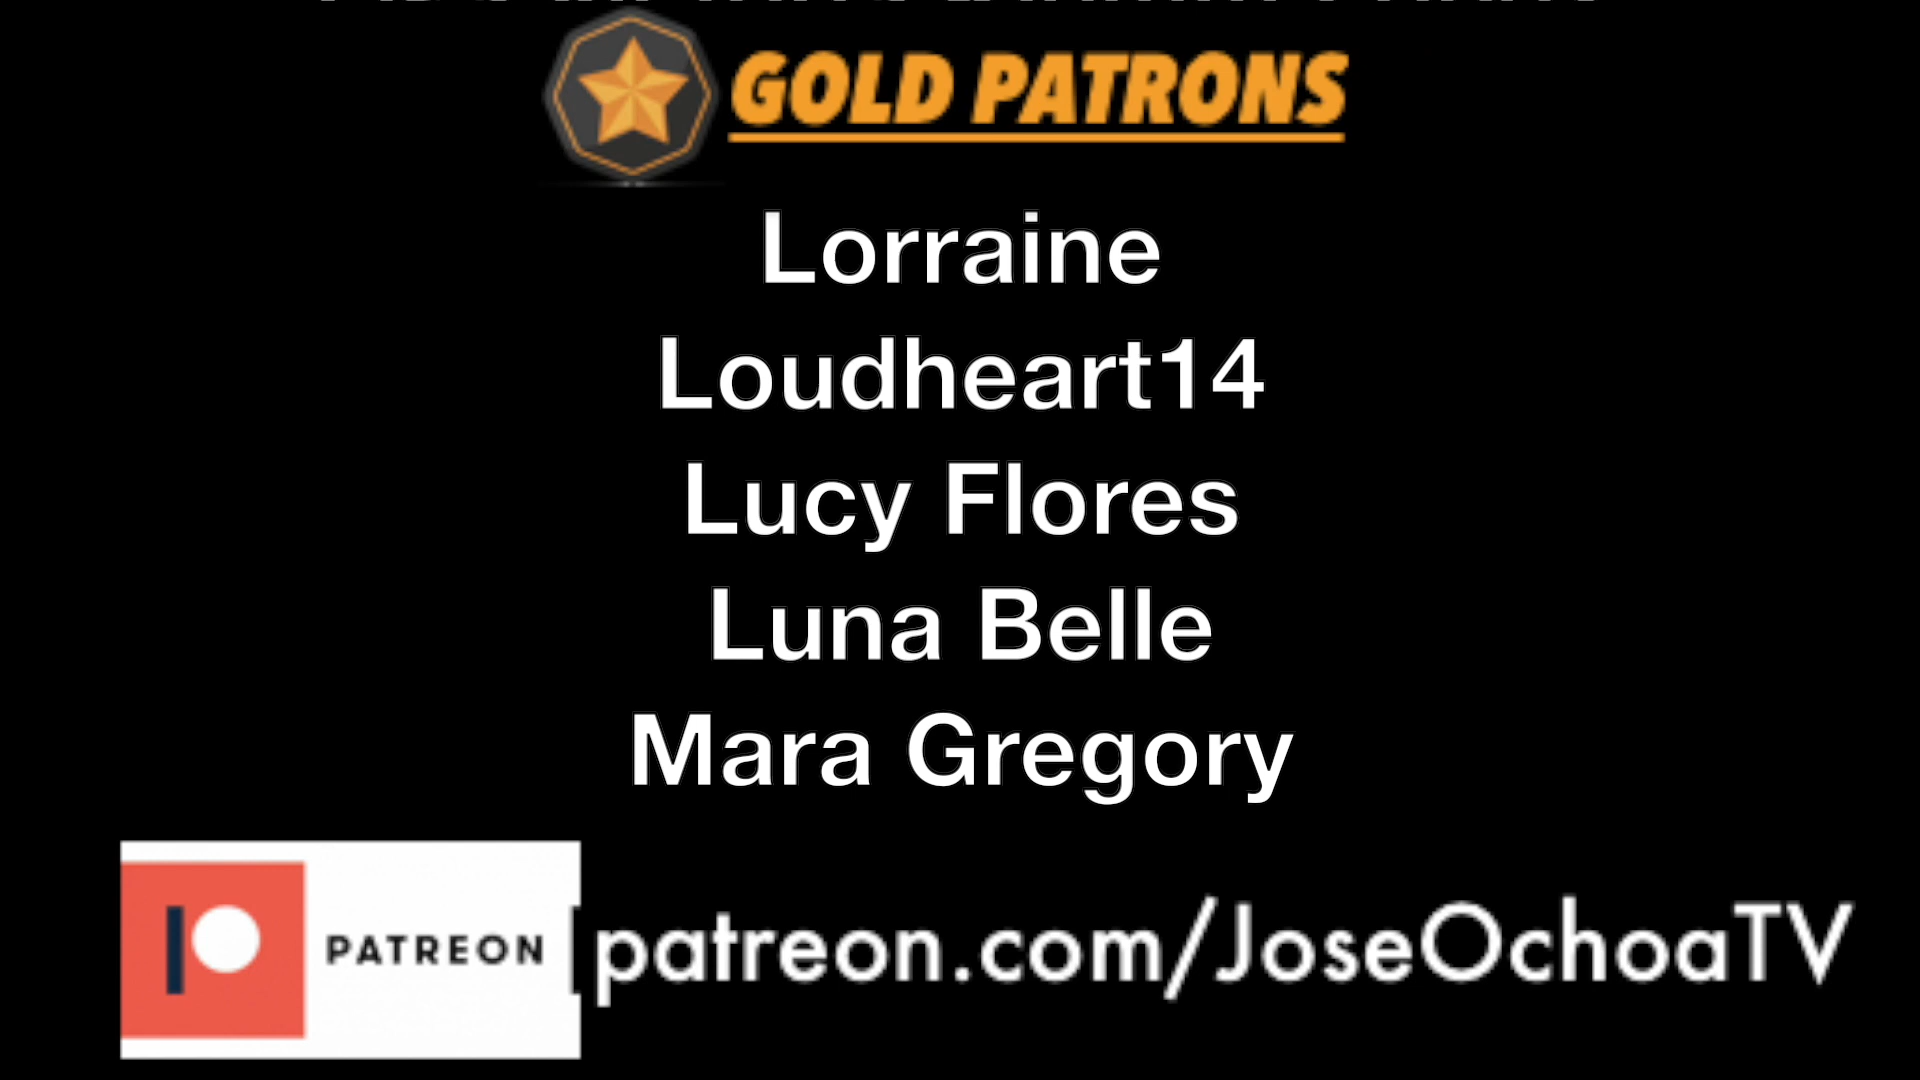 GOLD PATRONS
Lorraine
Loudheart14
Lucy Flores
Luna Belle
Mara Gregory
PATREON patreon.com/JoseOchoaTV